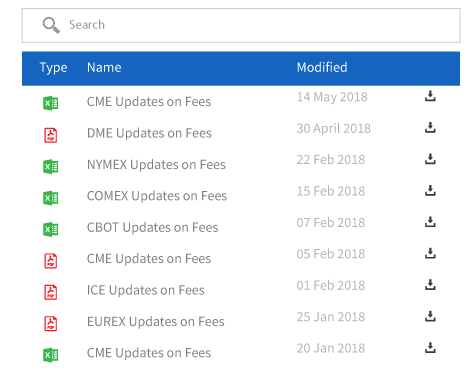 Search
Type Name Modified
CME Updates on Fees 14 May 2018
DME Updates on Fees 30 April 2018
NYMEX Updates on Fees 22 Feb 2018
COMEX Updates on Fees 15 Feb 2018
CBOT Updates on Fees 07 Feb 2018
CME Updates on Fees 05 Feb 2018
ICE Updates on Fees 01 Feb 2018
EUREX Updates on Fees 25 Jan 2018
CME Updates on Fees 20 Jan 2018